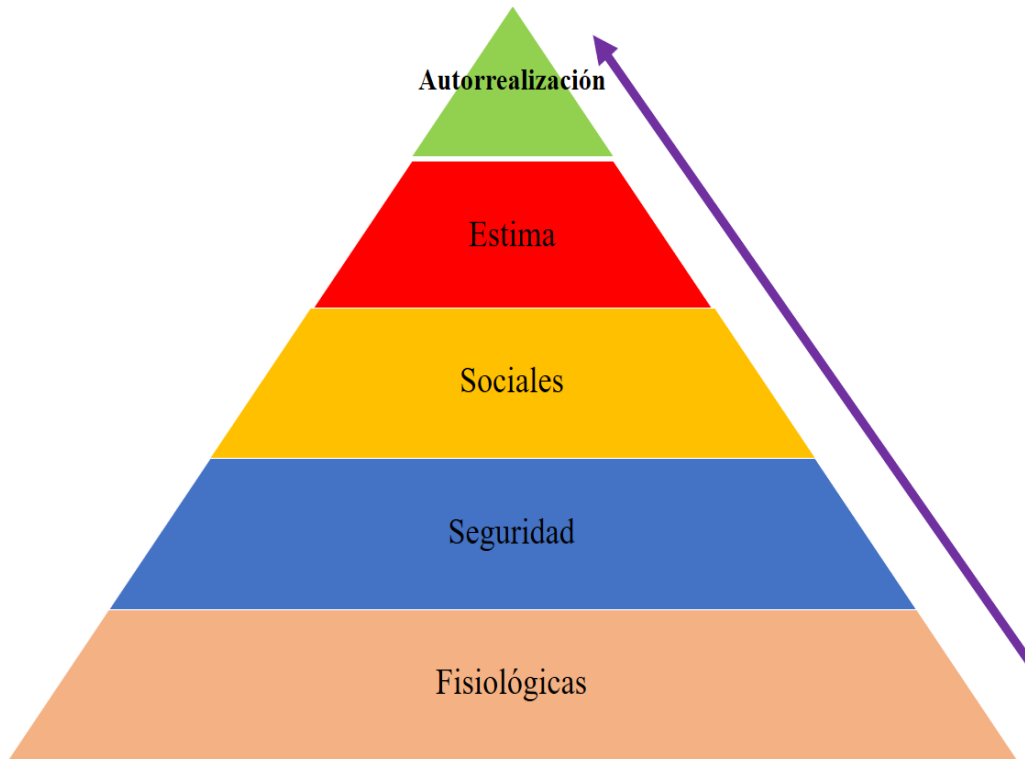 Autorrealización
Estima
Sociales
Seguridad
Fisiológicas